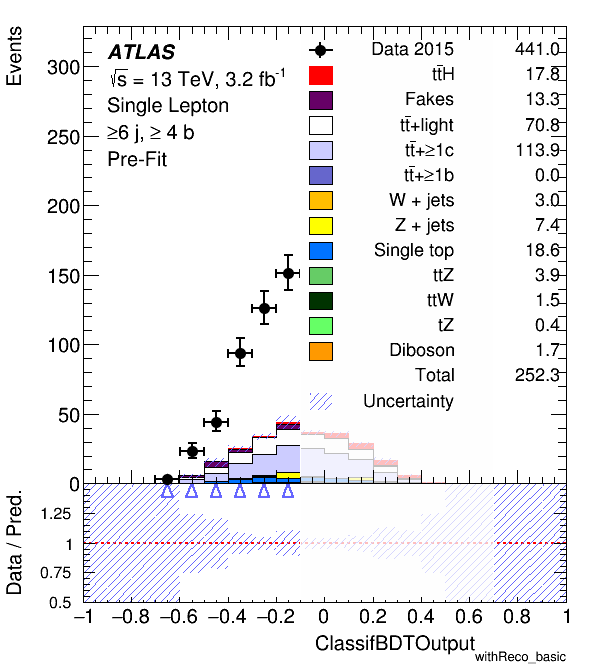 Events
300
250
200
150
100
50
0
ATLAS
√s = 13 TeV, 3.2 fb⁻¹
Single Lepton
≥6 j, ≥ 4 b
Pre-Fit
Data 2015 441.0
tt̄H 17.8
Fakes 13.3
tt̄+light 70.8
tt̄+≥1c 113.9
tt̄+≥1b 0.0
W + jets 3.0
Z + jets 7.4
Single top 18.6
ttZ 3.9
ttW 1.5
tZ 0.4
Diboson 1.7
Total 252.3
Uncertainty
Data / Pred.
1.25
1
0.75
0.5
−1 −0.8 −0.6 −0.4 −0.2 0 0.2 0.4 0.6 0.8 1
ClassifBDTOutput
withReco_basic